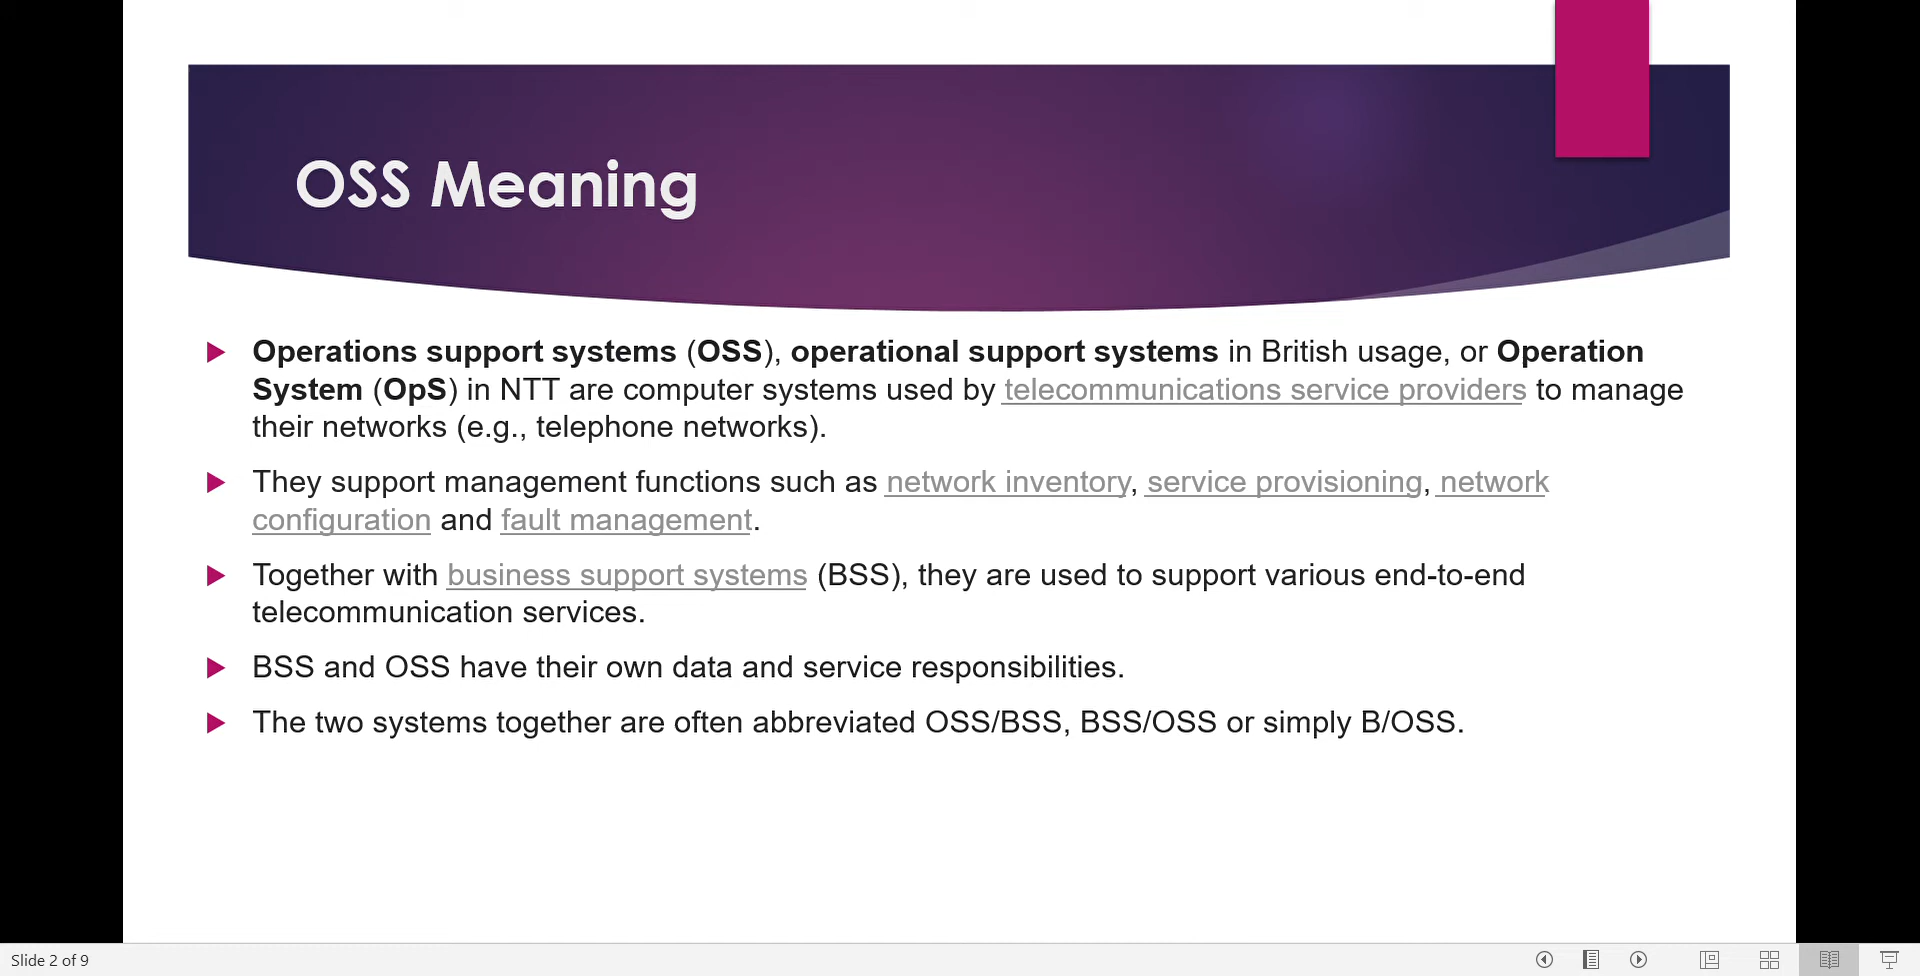 OSS Meaning
Operations support systems (OSS), operational support systems in British usage, or Operation
System (OpS) in NTT are computer systems used by telecommunications service providers to manage
their networks (e.g., telephone networks).
They support management functions such as network inventory, service provisioning, network
configuration and fault management.
Together with business support systems (BSS), they are used to support various end-to-end
telecommunication services.
BSS and OSS have their own data and service responsibilities.
The two systems together are often abbreviated OSS/BSS, BSS/OSS or simply B/OSS.
Slide 2 of 9